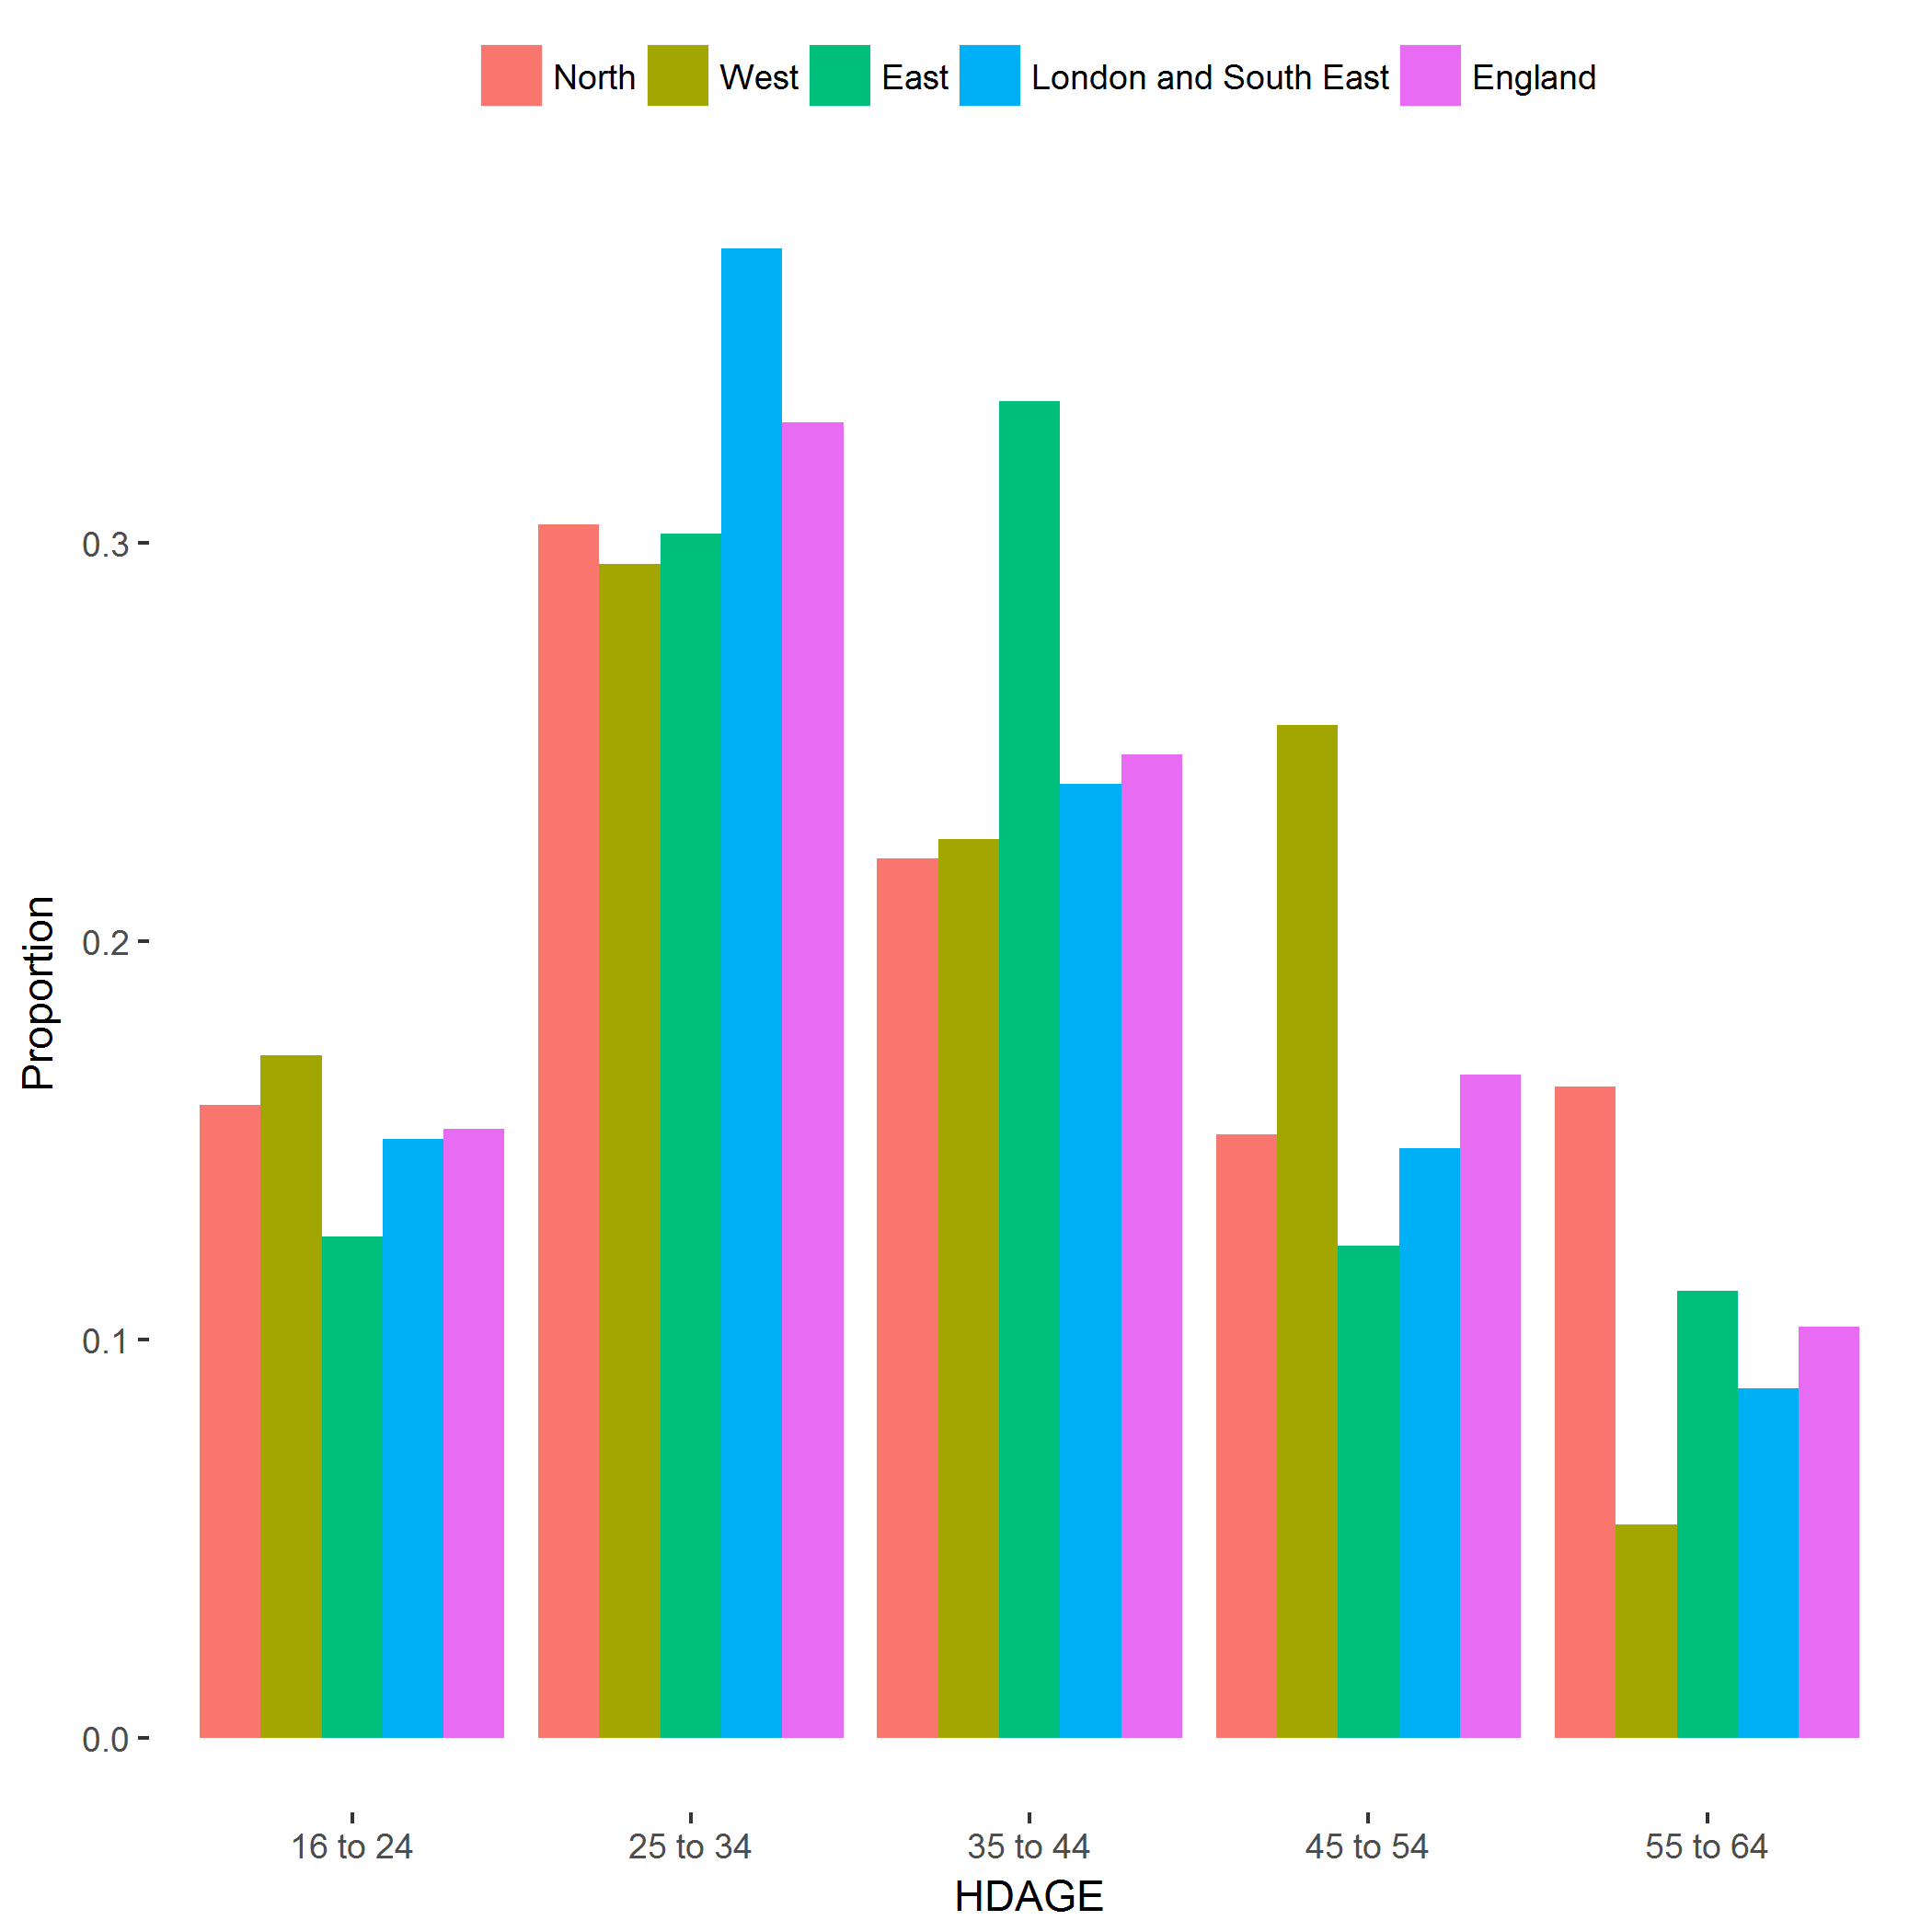 North West East London and South East England
Proportion
0.3
0.2
0.1
0.0
16 to 24 25 to 34 35 to 44 45 to 54 55 to 64
HDAGE